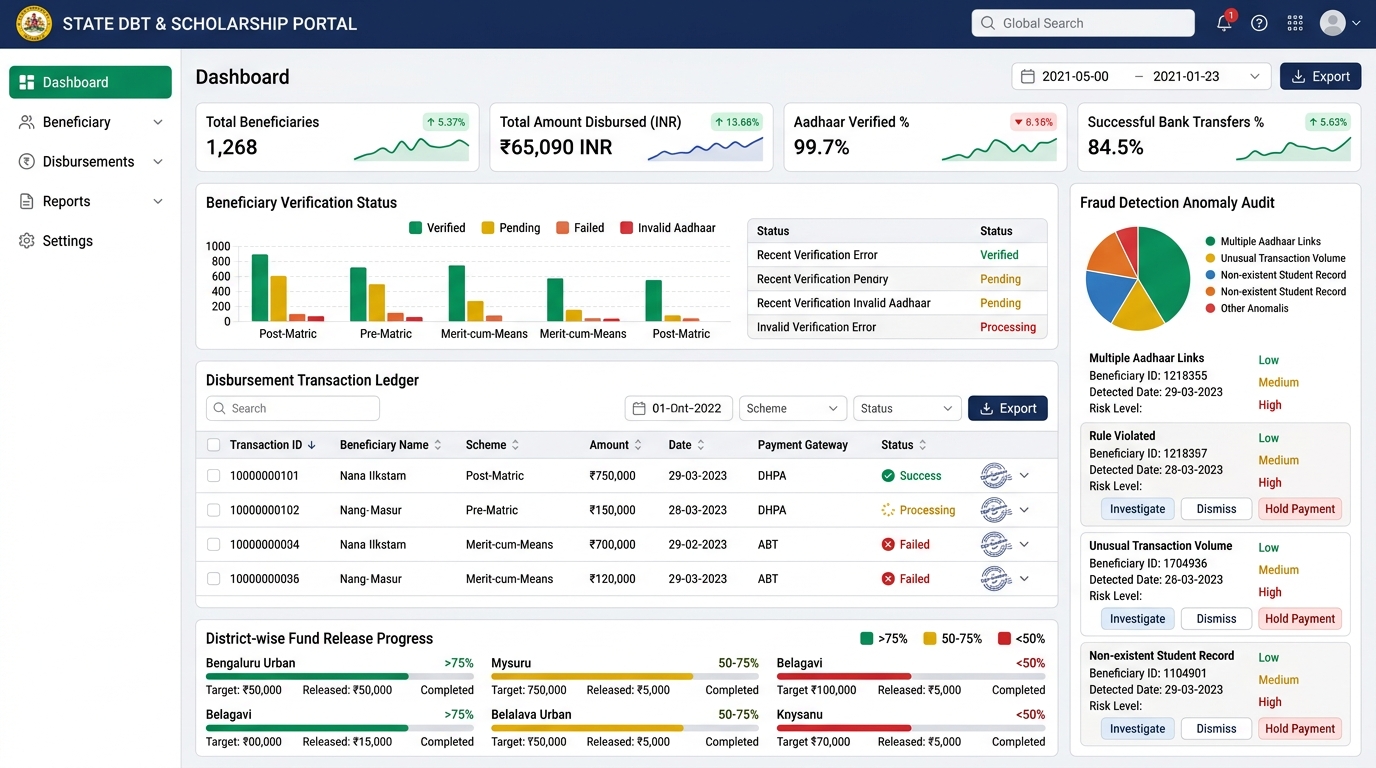 STATE DBT & SCHOLARSHIP PORTAL
Global Search
1
Dashboard
Beneficiary
Disbursements
Reports
Settings
Dashboard
2021-05-00 – 2021-01-23
Export
Total Beneficiaries
5.37%
1,268
Total Amount Disbursed (INR)
13.68%
₹65,090 INR
Aadhaar Verified %
8.16%
99.7%
Successful Bank Transfers %
5.63%
84.5%
Beneficiary Verification Status
Verified Pending Failed Invalid Aadhaar
1000
800
600
400
200
0
Post-Matric Pre-Matric Merit-cum-Means Merit-cum-Means Post-Matric
Status Status
Recent Verification Error Verified
Recent Verification Penary Pending
Recent Verification Invalid Aadhaar Pending
Invalid Verification Error Processing
Disbursement Transaction Ledger
Search
01-Ont-2022
Scheme
Status
Export
Transaction ID Beneficiary Name Scheme Amount Date Payment Gateway Status
10000000101 Nana Ilkstam Post-Matric ₹750,000 29-03-2023 DHPA Success
10000000102 Nang-Masur Pre-Matric ₹150,000 28-03-2023 DHPA Processing
10000000034 Nana Ilkstam Merit-cum-Means ₹700,000 29-02-2023 ABT Failed
10000000036 Nang-Masur Merit-cum-Means ₹120,000 29-03-2023 ABT Failed
District-wise Fund Release Progress
>75% 50-75% <50%
Bengaluru Urban >75%
Target: ₹50,000 Released: ₹50,000 Completed
Mysuru 50-75%
Target: 750,000 Released: ₹5,000 Completed
Belagavi <50%
Target ₹100,000 Released: ₹5,000 Completed
Belagavi >75%
Target: ₹00,000 Released: ₹15,000 Completed
Belalava Urban 50-75%
Target: ₹50,000 Released: ₹5,000 Completed
Knysanu <50%
Target ₹70,000 Released: ₹5,000 Completed
Fraud Detection Anomaly Audit
Multiple Aadhaar Links
Unusual Transaction Volume
Non-existent Student Record
Non-existent Student Record
Other Anomalis
Multiple Aadhaar Links Low
Beneficiary ID: 1218355
Medium
Detected Date: 29-03-2023
Risk Level: High
Rule Violated Low
Beneficiary ID: 1218357
Medium
Detected Date: 28-03-2023
Risk Level: High
Investigate Dismiss Hold Payment
Unusual Transaction Volume Low
Beneficiary ID: 1704936
Medium
Detected Date: 26-03-2023
Risk Level: High
Investigate Dismiss Hold Payment
Non-existent Student Record Low
Beneficiary ID: 1104901
Medium
Detected Date: 29-03-2023
Risk Level: High
Investigate Dismiss Hold Payment